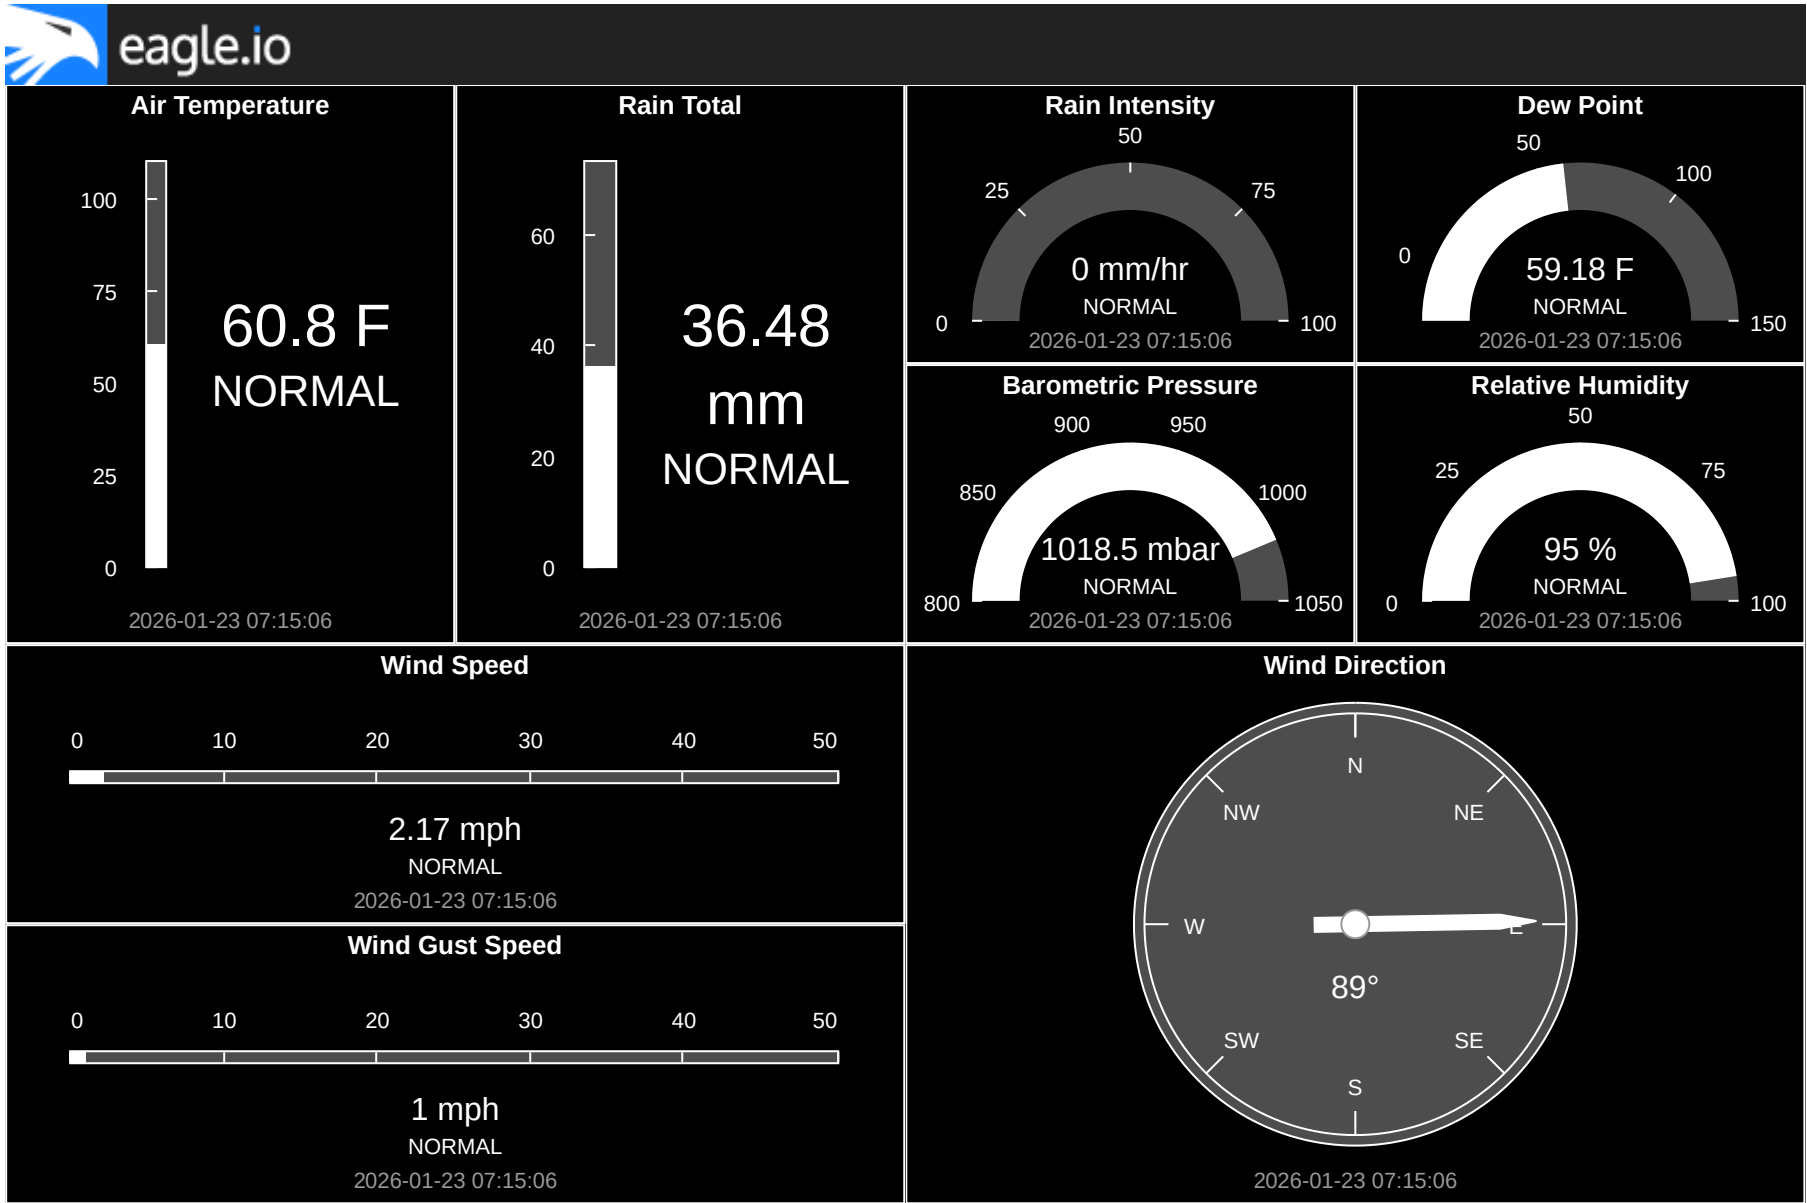 eagle.io
Air Temperature
100
75
50
25
0
60.8 F
NORMAL
2026-01-23 07:15:06
Rain Total
60
40
20
0
36.48
mm
NORMAL
2026-01-23 07:15:06
Rain Intensity
50
25
75
0
100
0 mm/hr
NORMAL
2026-01-23 07:15:06
Dew Point
50
100
0
150
59.18 F
NORMAL
2026-01-23 07:15:06
Barometric Pressure
900
950
850
1000
800
1050
1018.5 mbar
NORMAL
2026-01-23 07:15:06
Relative Humidity
50
25
75
0
100
95 %
NORMAL
2026-01-23 07:15:06
Wind Speed
0 10 20 30 40 50
2.17 mph
NORMAL
2026-01-23 07:15:06
Wind Gust Speed
0 10 20 30 40 50
1 mph
NORMAL
2026-01-23 07:15:06
Wind Direction
N
NW NE
W E
89°
SW SE
S
2026-01-23 07:15:06